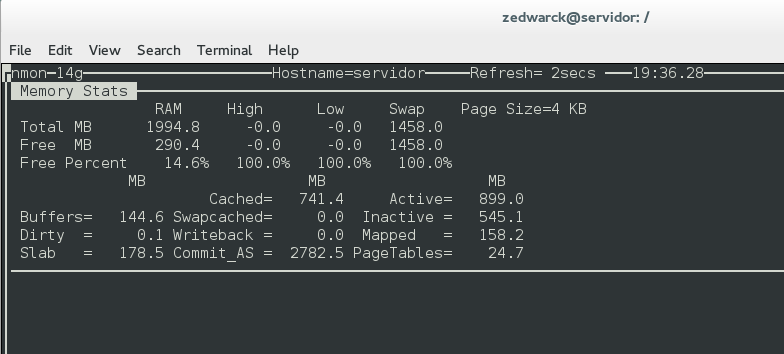 zedwarck@servidor: /
File Edit View Search Terminal Help
nmon-14g Hostname=servidor Refresh= 2secs 19:36.28
Memory Stats
RAM High Low Swap Page Size=4 KB
Total MB 1994.8 -0.0 -0.0 1458.0
Free MB 290.4 -0.0 -0.0 1458.0
Free Percent 14.6% 100.0% 100.0% 100.0%
MB MB MB
Cached= 741.4 Active= 899.0
Buffers= 144.6 Swapcached= 0.0 Inactive = 545.1
Dirty = 0.1 Writeback = 0.0 Mapped = 158.2
Slab = 178.5 Commit_AS = 2782.5 PageTables= 24.7